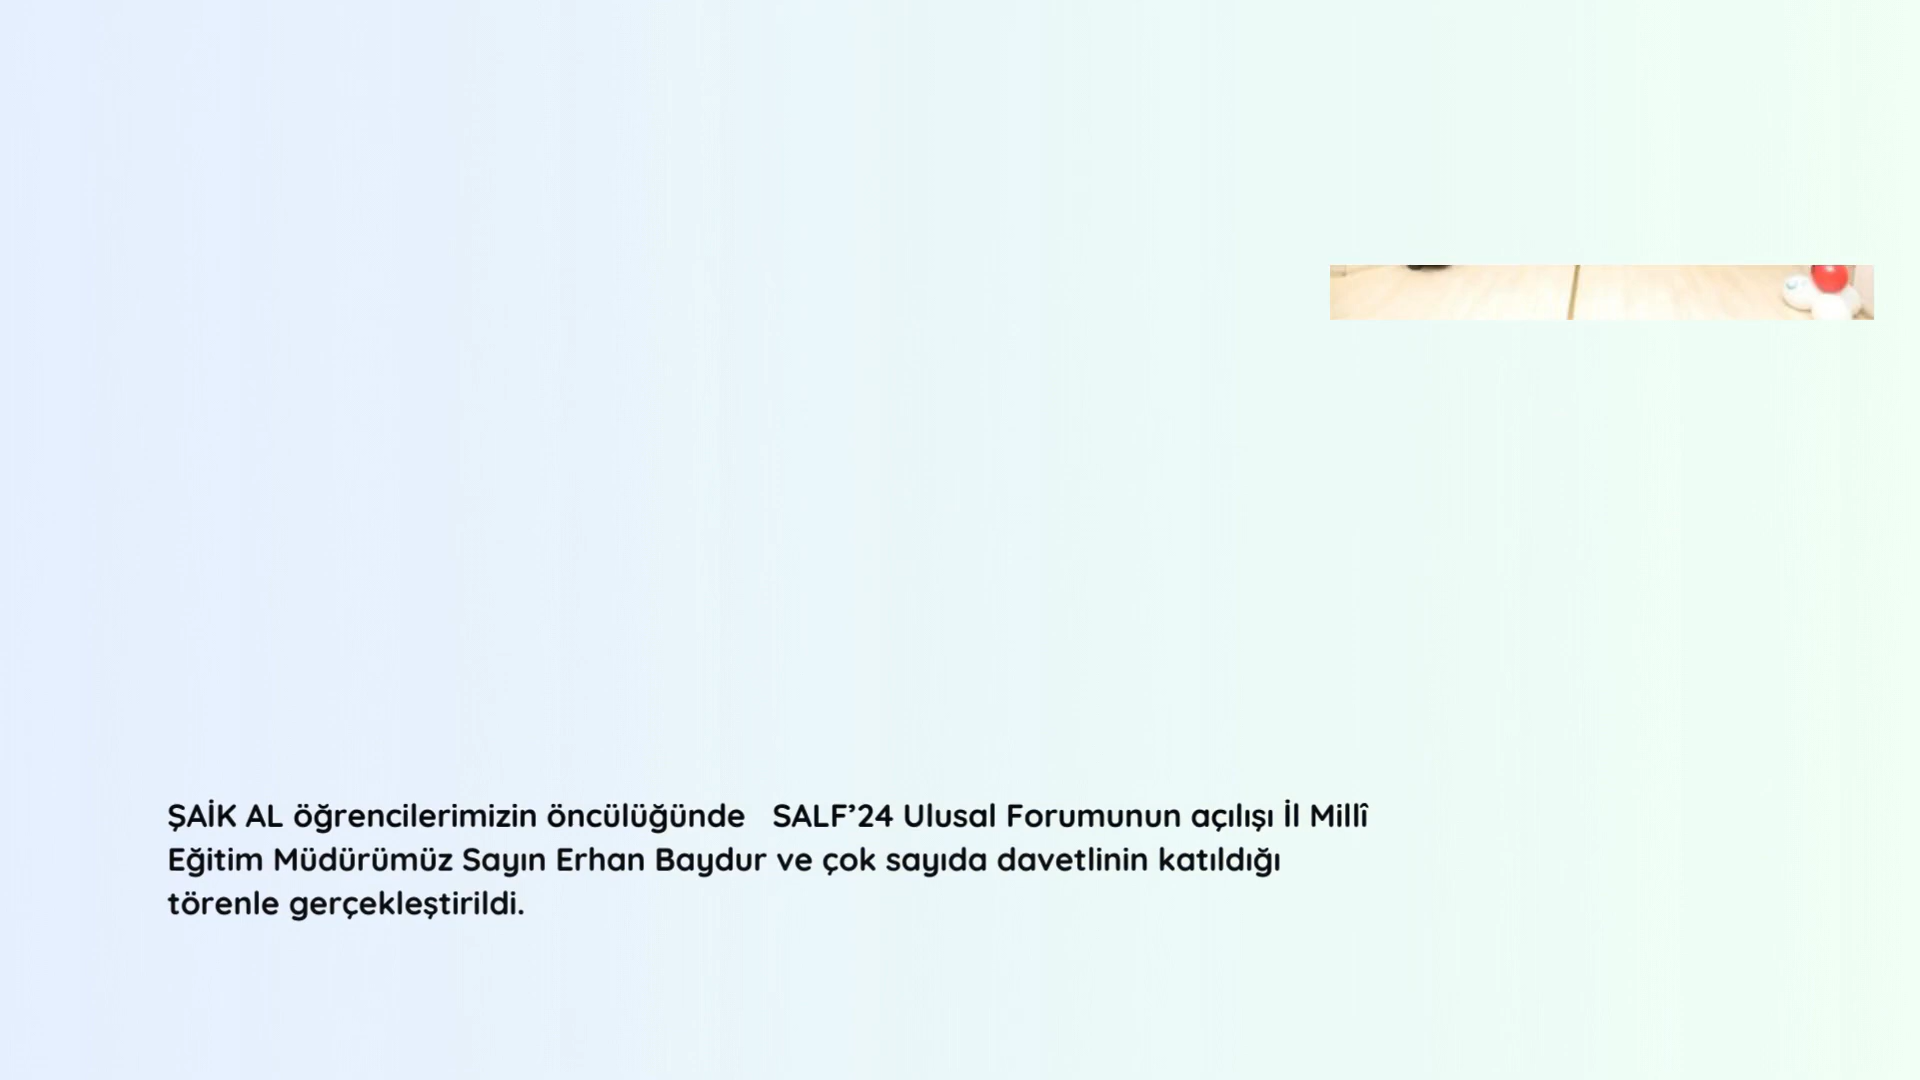 ŞAİK AL öğrencilerimizin öncülüğünde   SALF’24 Ulusal Forumunun açılışı İl Millî
Eğitim Müdürümüz Sayın Erhan Baydur ve çok sayıda davetlinin katıldığı
törenle gerçekleştirildi.